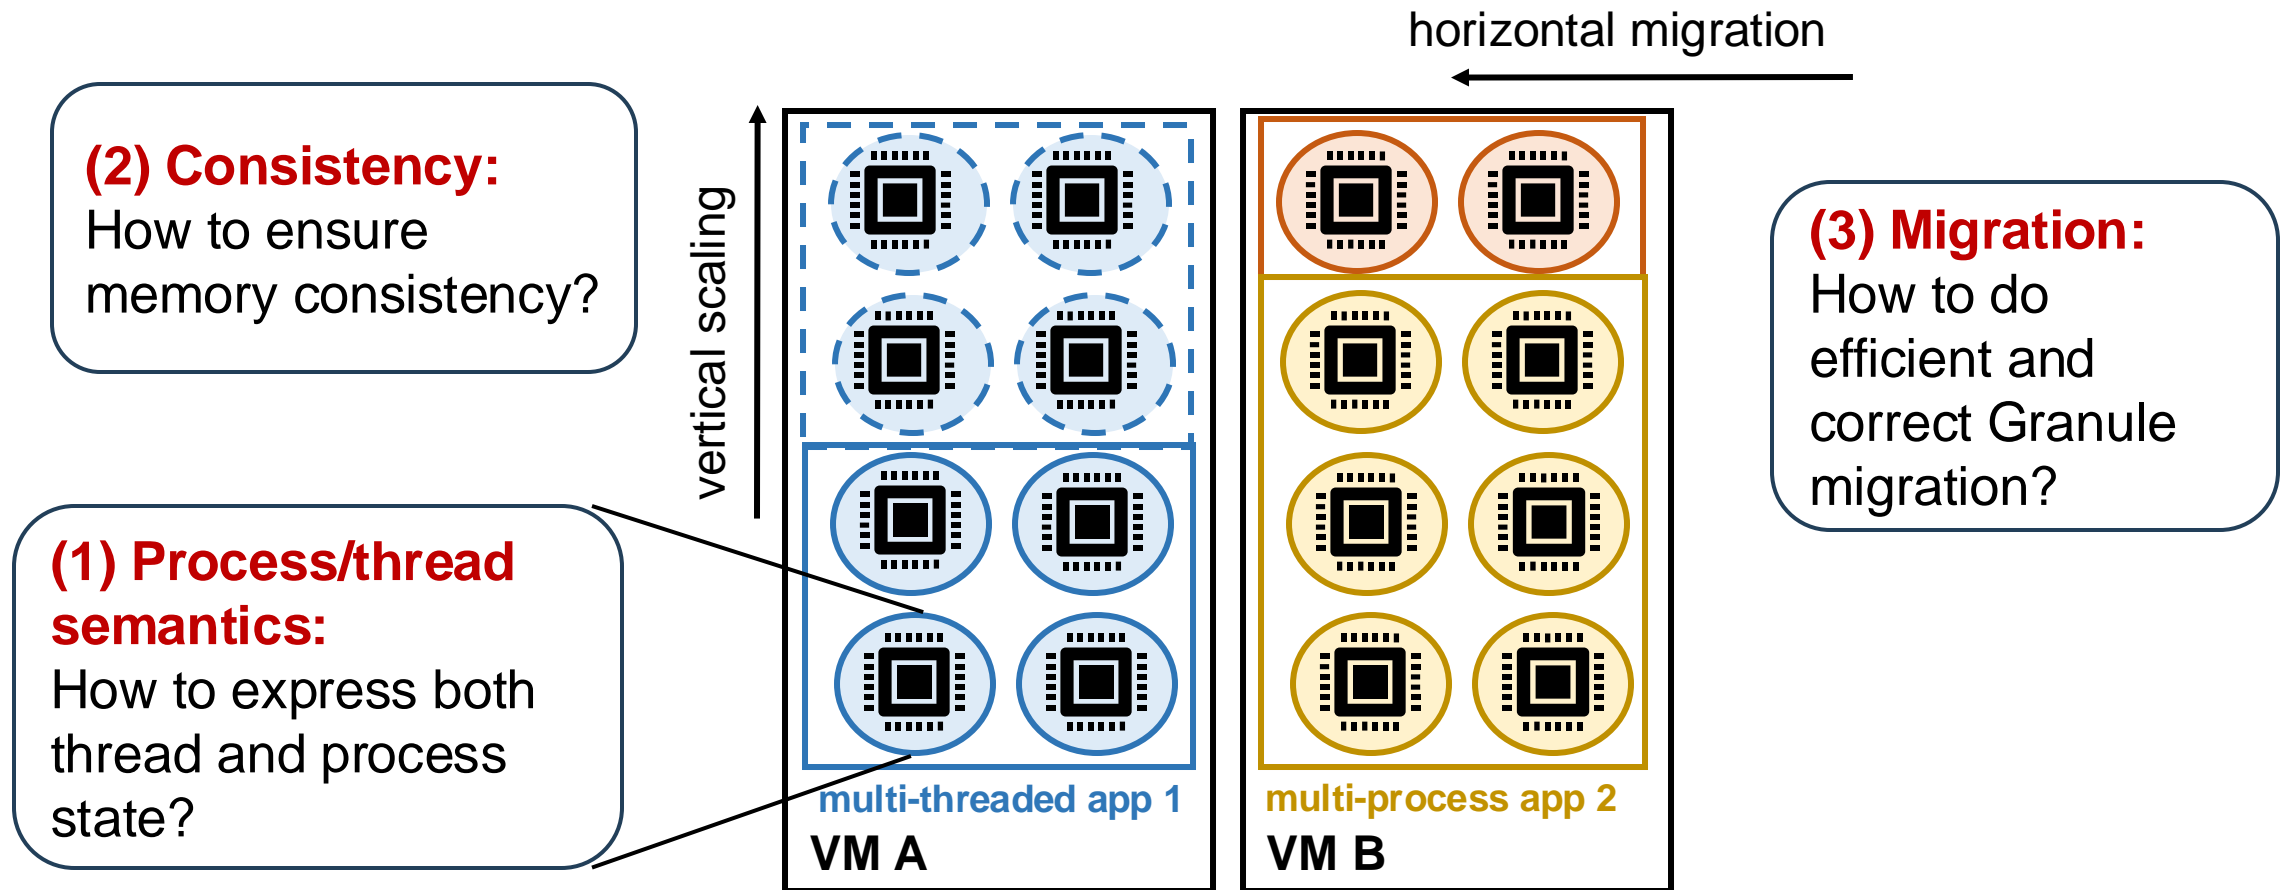 horizontal migration
(2) Consistency:
How to ensure
memory consistency?
vertical scaling
(3) Migration:
How to do
efficient and
correct Granule
migration?
(1) Process/thread
semantics:
How to express both
thread and process
state?
multi-threaded app 1
VM A
multi-process app 2
VM B